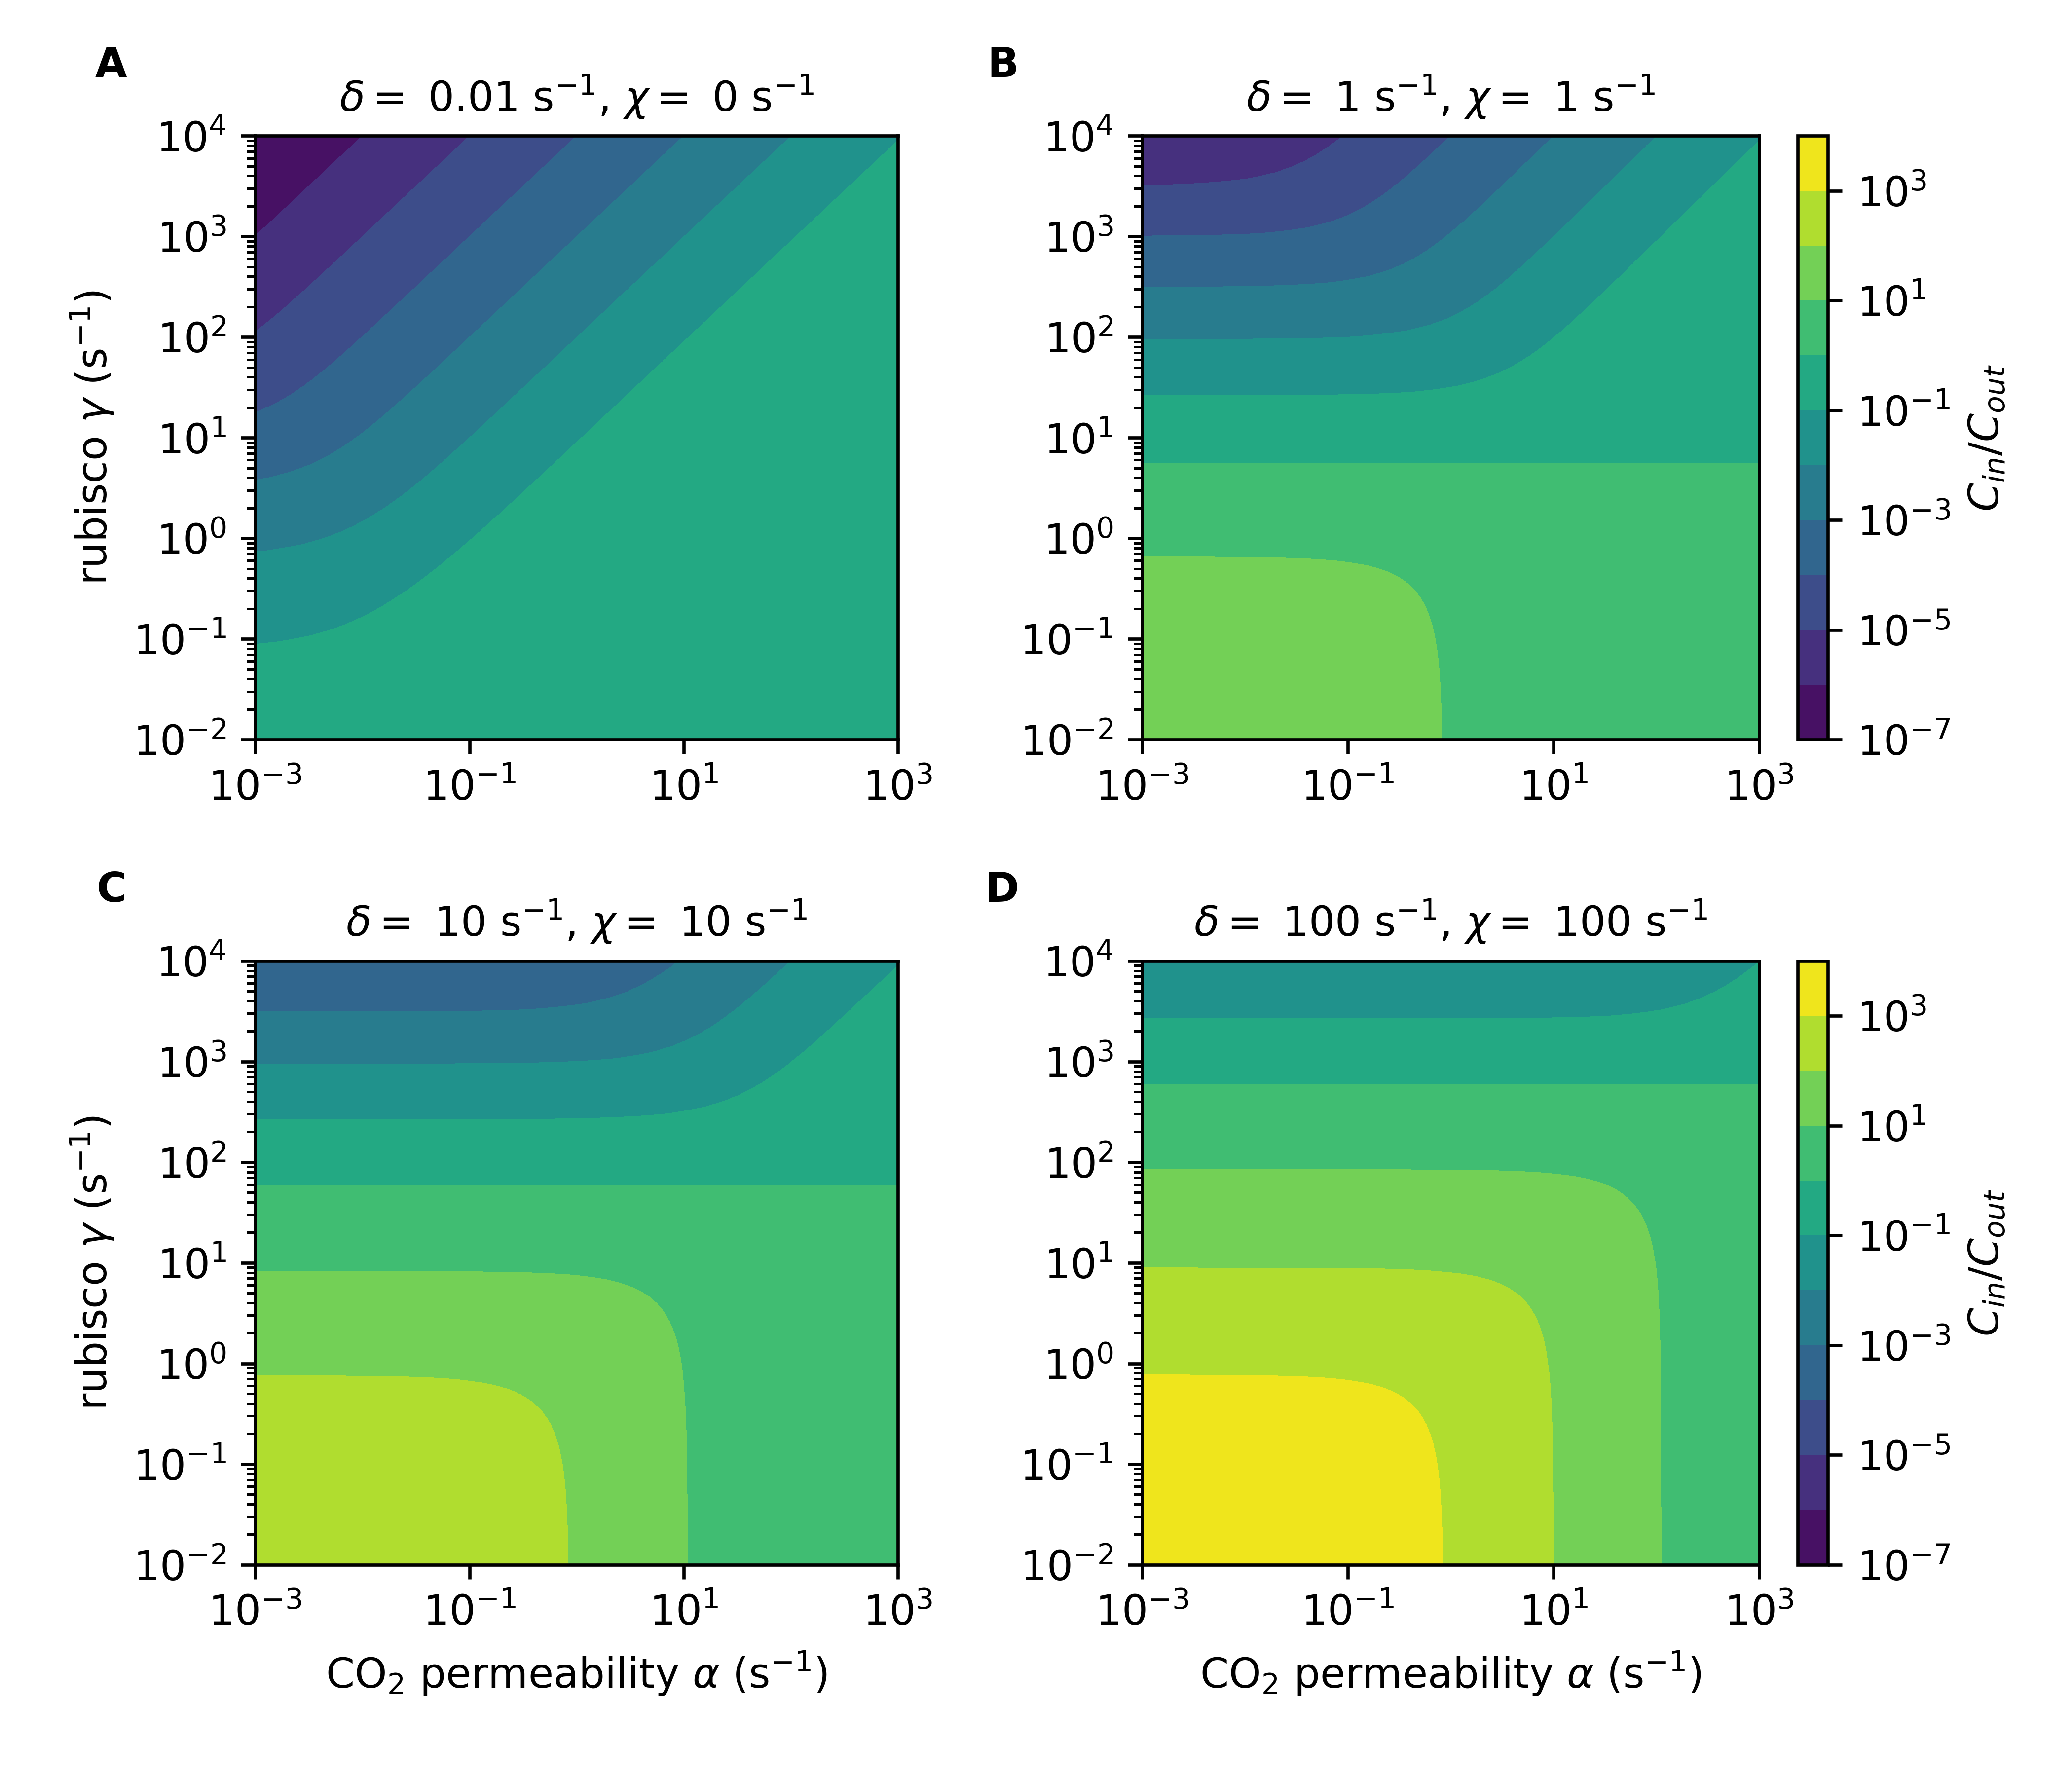 A
δ = 0.01 s⁻¹, χ = 0 s⁻¹
rubisco γ (s⁻¹)
10⁴
10³
10²
10¹
10⁰
10⁻¹
10⁻²
10⁻³ 10⁻¹ 10¹ 10³
B
δ = 1 s⁻¹, χ = 1 s⁻¹
10⁴
10³
10²
10¹
10⁰
10⁻¹
10⁻²
10⁻³ 10⁻¹ 10¹ 10³
10³
10¹
10⁻¹
10⁻³
10⁻⁵
10⁻⁷
C_in/C_out
C
δ = 10 s⁻¹, χ = 10 s⁻¹
rubisco γ (s⁻¹)
10⁴
10³
10²
10¹
10⁰
10⁻¹
10⁻²
10⁻³ 10⁻¹ 10¹ 10³
CO₂ permeability α (s⁻¹)
D
δ = 100 s⁻¹, χ = 100 s⁻¹
10⁴
10³
10²
10¹
10⁰
10⁻¹
10⁻²
10⁻³ 10⁻¹ 10¹ 10³
CO₂ permeability α (s⁻¹)
10³
10¹
10⁻¹
10⁻³
10⁻⁵
10⁻⁷
C_in/C_out